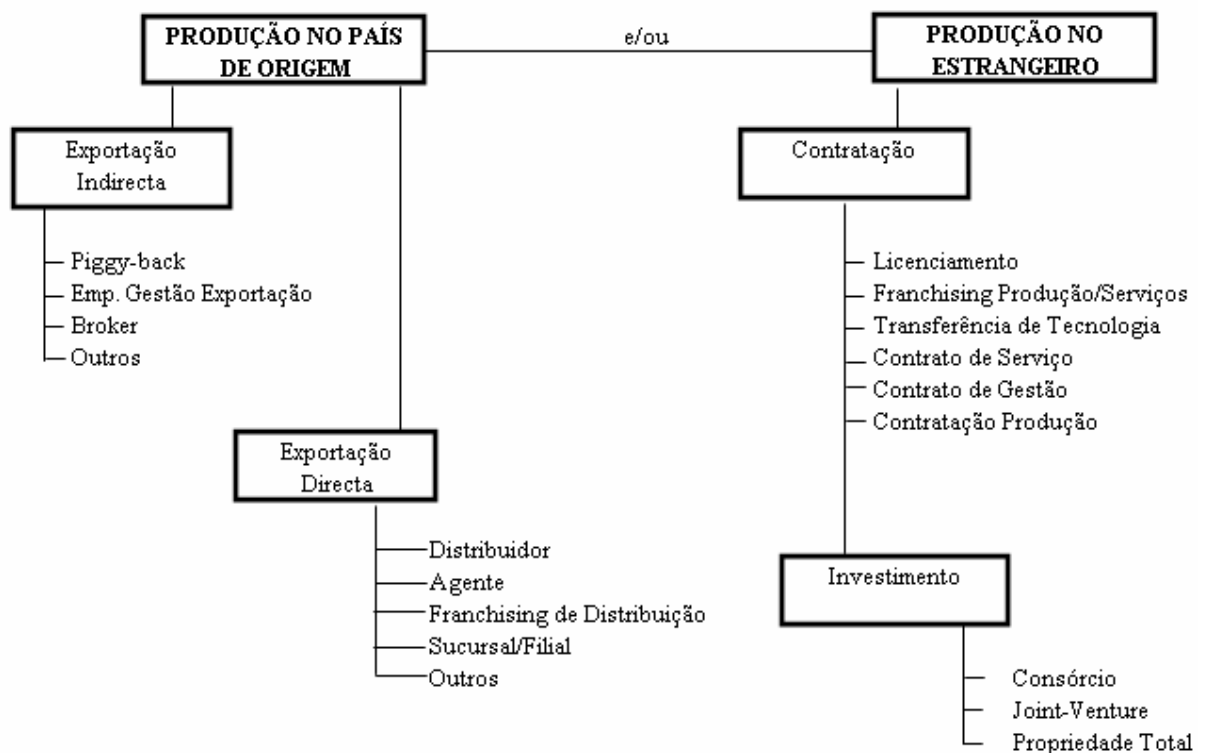 PRODUÇÃO NO PAÍS
DE ORIGEM
e/ou
PRODUÇÃO NO
ESTRANGEIRO
Exportação
Indirecta
Piggy-back
Emp. Gestão Exportação
Broker
Outros
Exportação
Directa
Distribuidor
Agente
Franchising de Distribuição
Sucursal/Filial
Outros
Contratação
Licenciamento
Franchising Produção/Serviços
Transferência de Tecnologia
Contrato de Serviço
Contrato de Gestão
Contratação Produção
Investimento
Consórcio
Joint-Venture
Propriedade Total